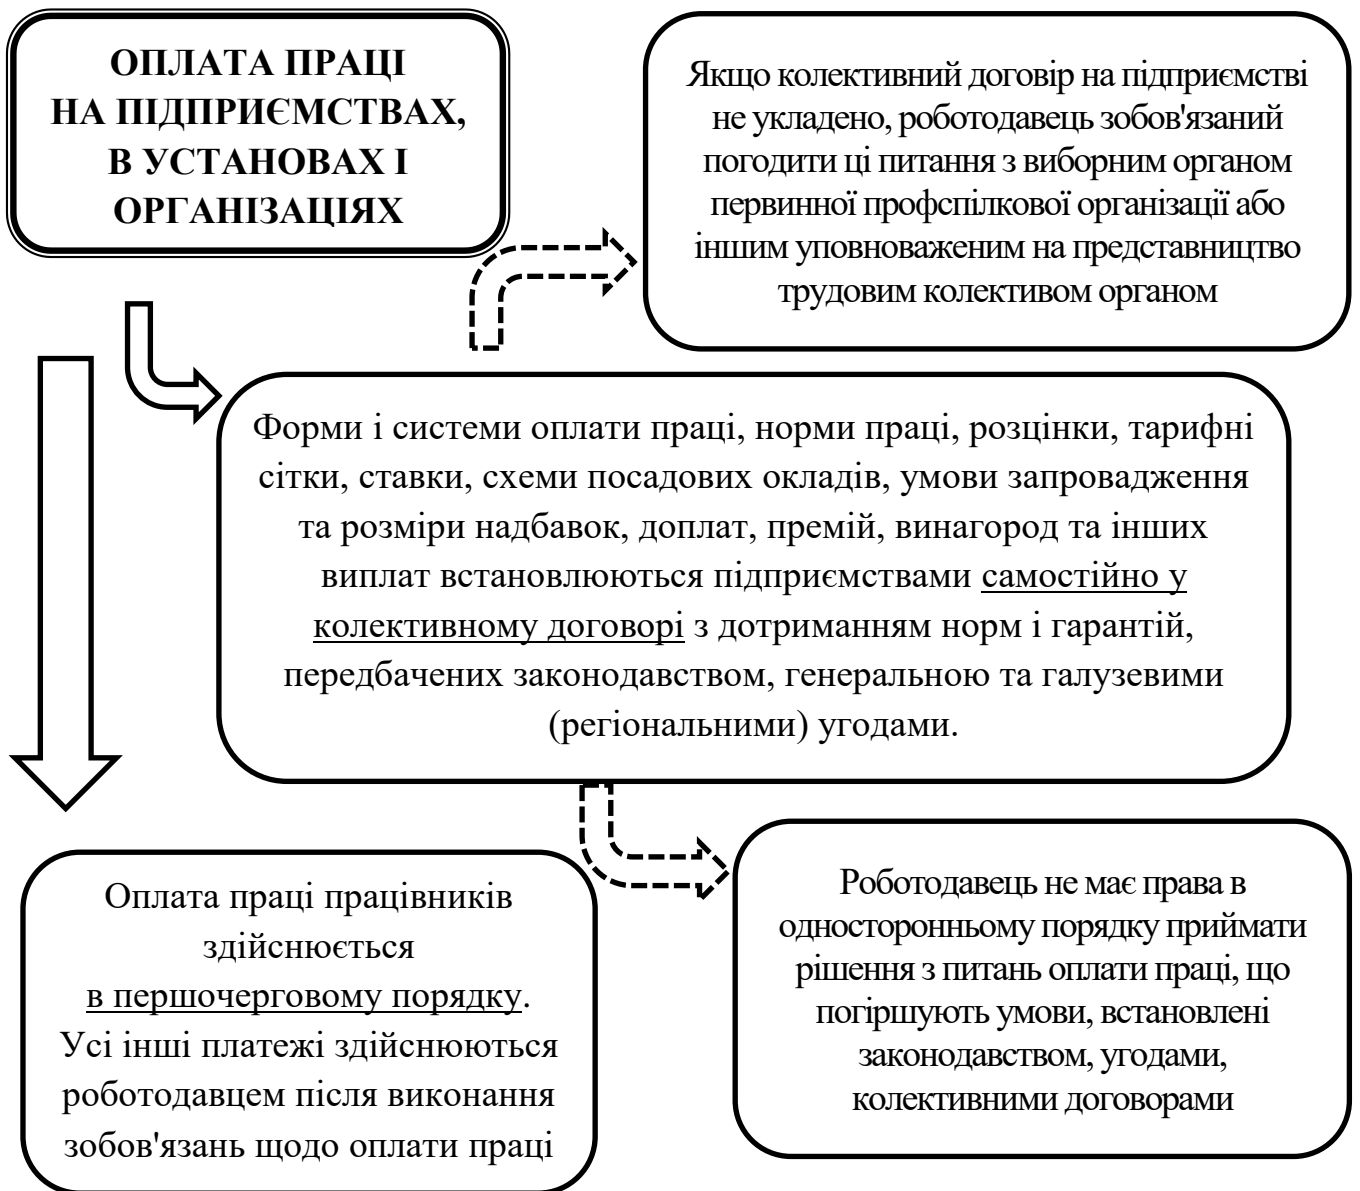 ОПЛАТА ПРАЦІ
НА ПІДПРИЄМСТВАХ,
В УСТАНОВАХ І
ОРГАНІЗАЦІЯХ
Якщо колективний договір на підприємстві
не укладено, роботодавець зобов'язаний
погодити ці питання з виборним органом
первинної профспілкової організації або
іншим уповноваженим на представництво
трудовим колективом органом
Форми і системи оплати праці, норми праці, розцінки, тарифні
сітки, ставки, схеми посадових окладів, умови запровадження
та розміри надбавок, доплат, премій, винагород та інших
виплат встановлюються підприємствами самостійно у
колективному договорі з дотриманням норм і гарантій,
передбачених законодавством, генеральною та галузевими
(регіональними) угодами.
Оплата праці працівників
здійснюється
в першочерговому порядку.
Усі інші платежі здійснюються
роботодавцем після виконання
зобов'язань щодо оплати праці
Роботодавець не має права в
односторонньому порядку приймати
рішення з питань оплати праці, що
погіршують умови, встановлені
законодавством, угодами,
колективними договорами